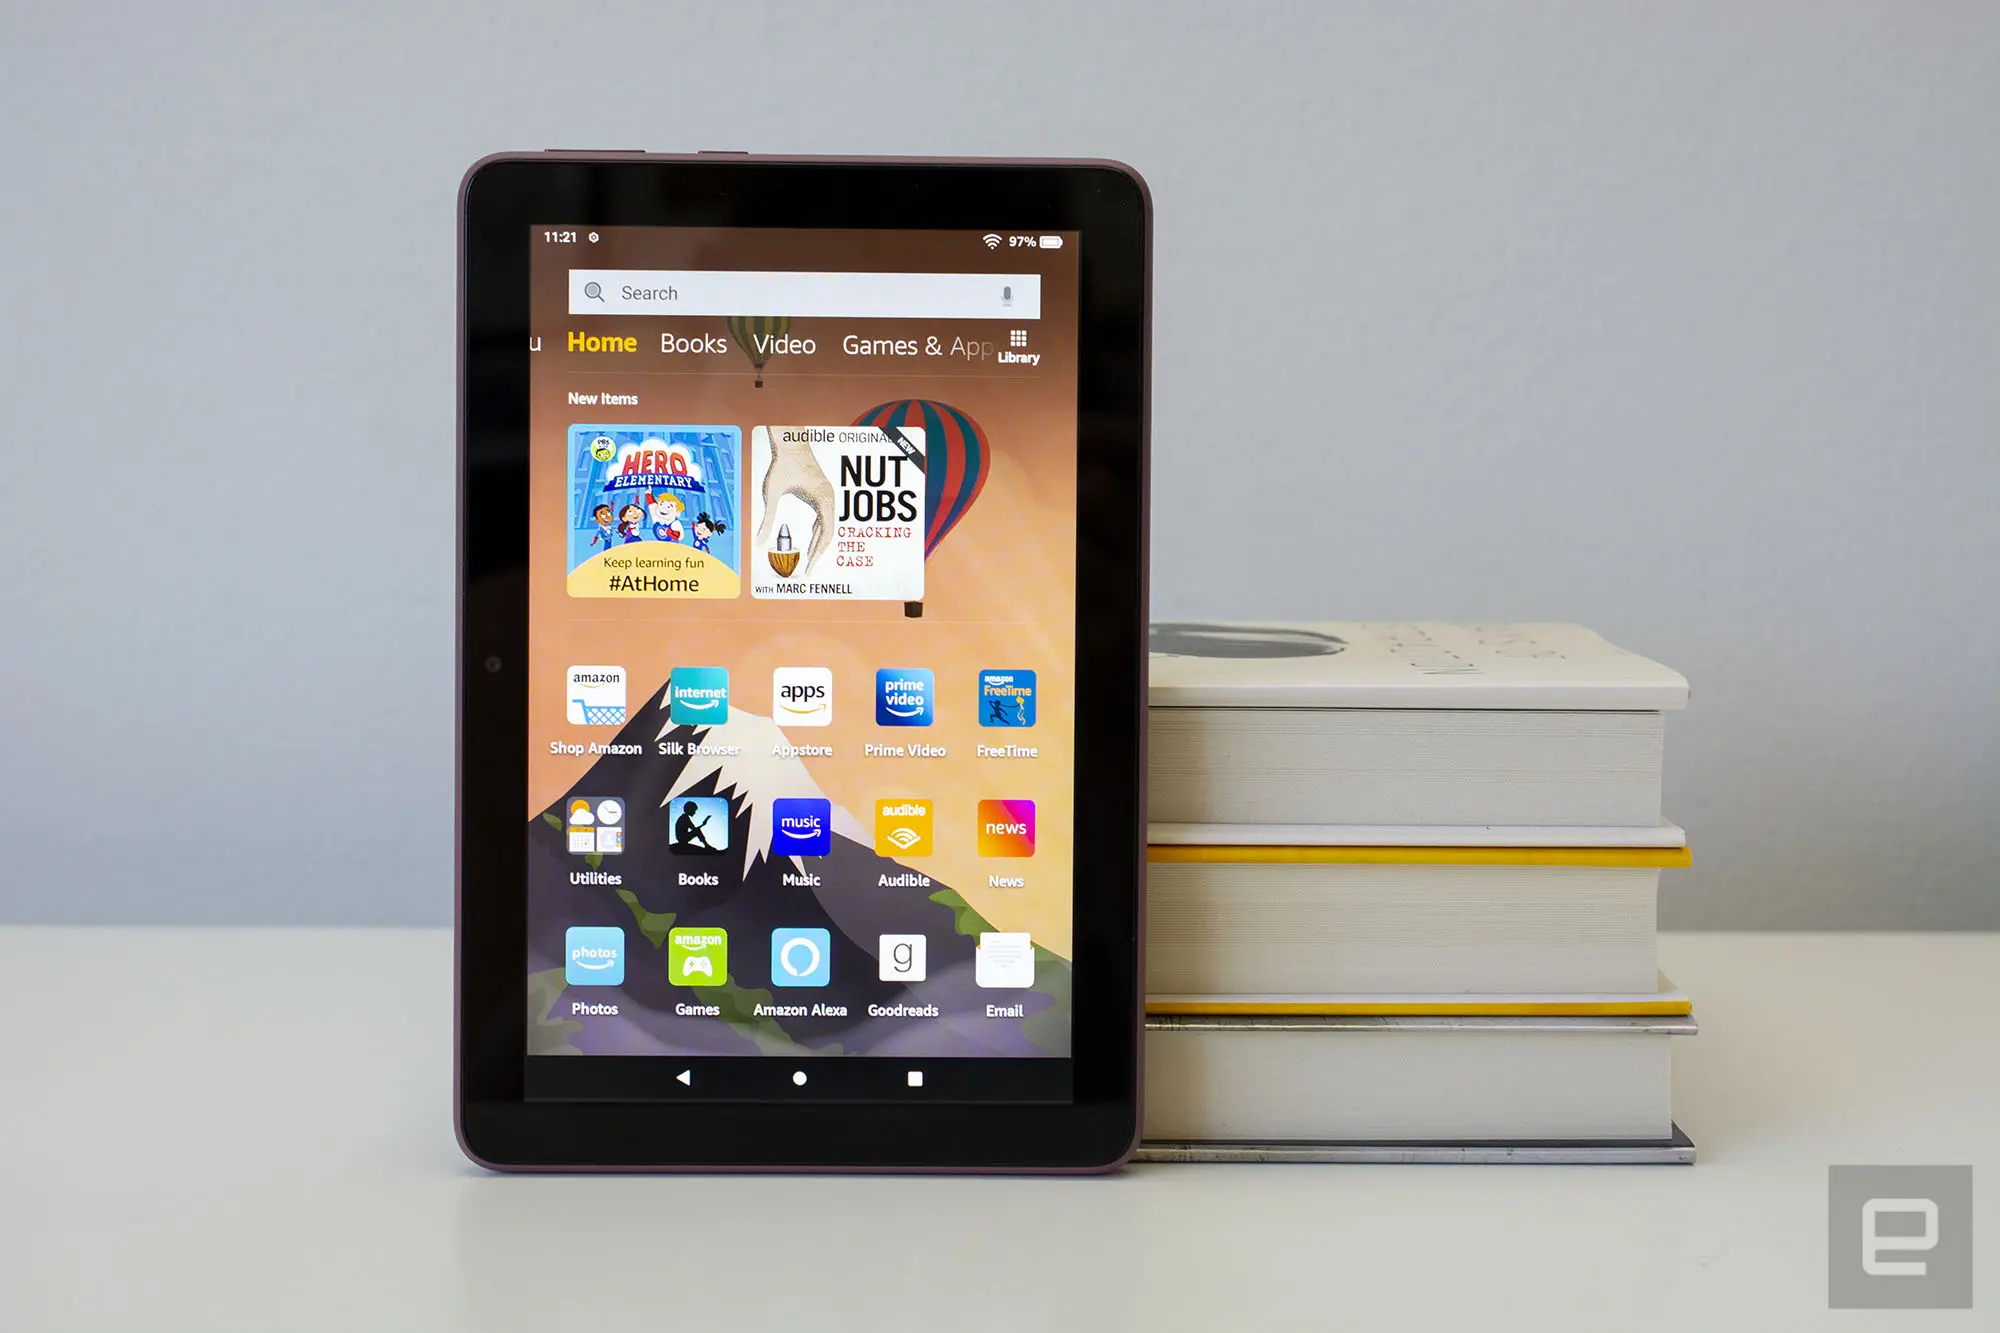 11:21
97%
Search
u Home Books Video Games & App
Library
New Items
PBS
HERO
ELEMENTARY
Keep learning fun
#AtHome
audible ORIGINAL
NEW
NUT
JOBS
CRACKING
THE
CASE
WITH MARC FENNELL
amazon
internet
apps
prime
video
amazon
FreeTime
Shop Amazon
Silk Browser
Appstore
Prime Video
FreeTime
music
audible
news
Utilities
Books
Music
Audible
News
photos
amazon
g
Photos
Games
Amazon Alexa
Goodreads
Email
e